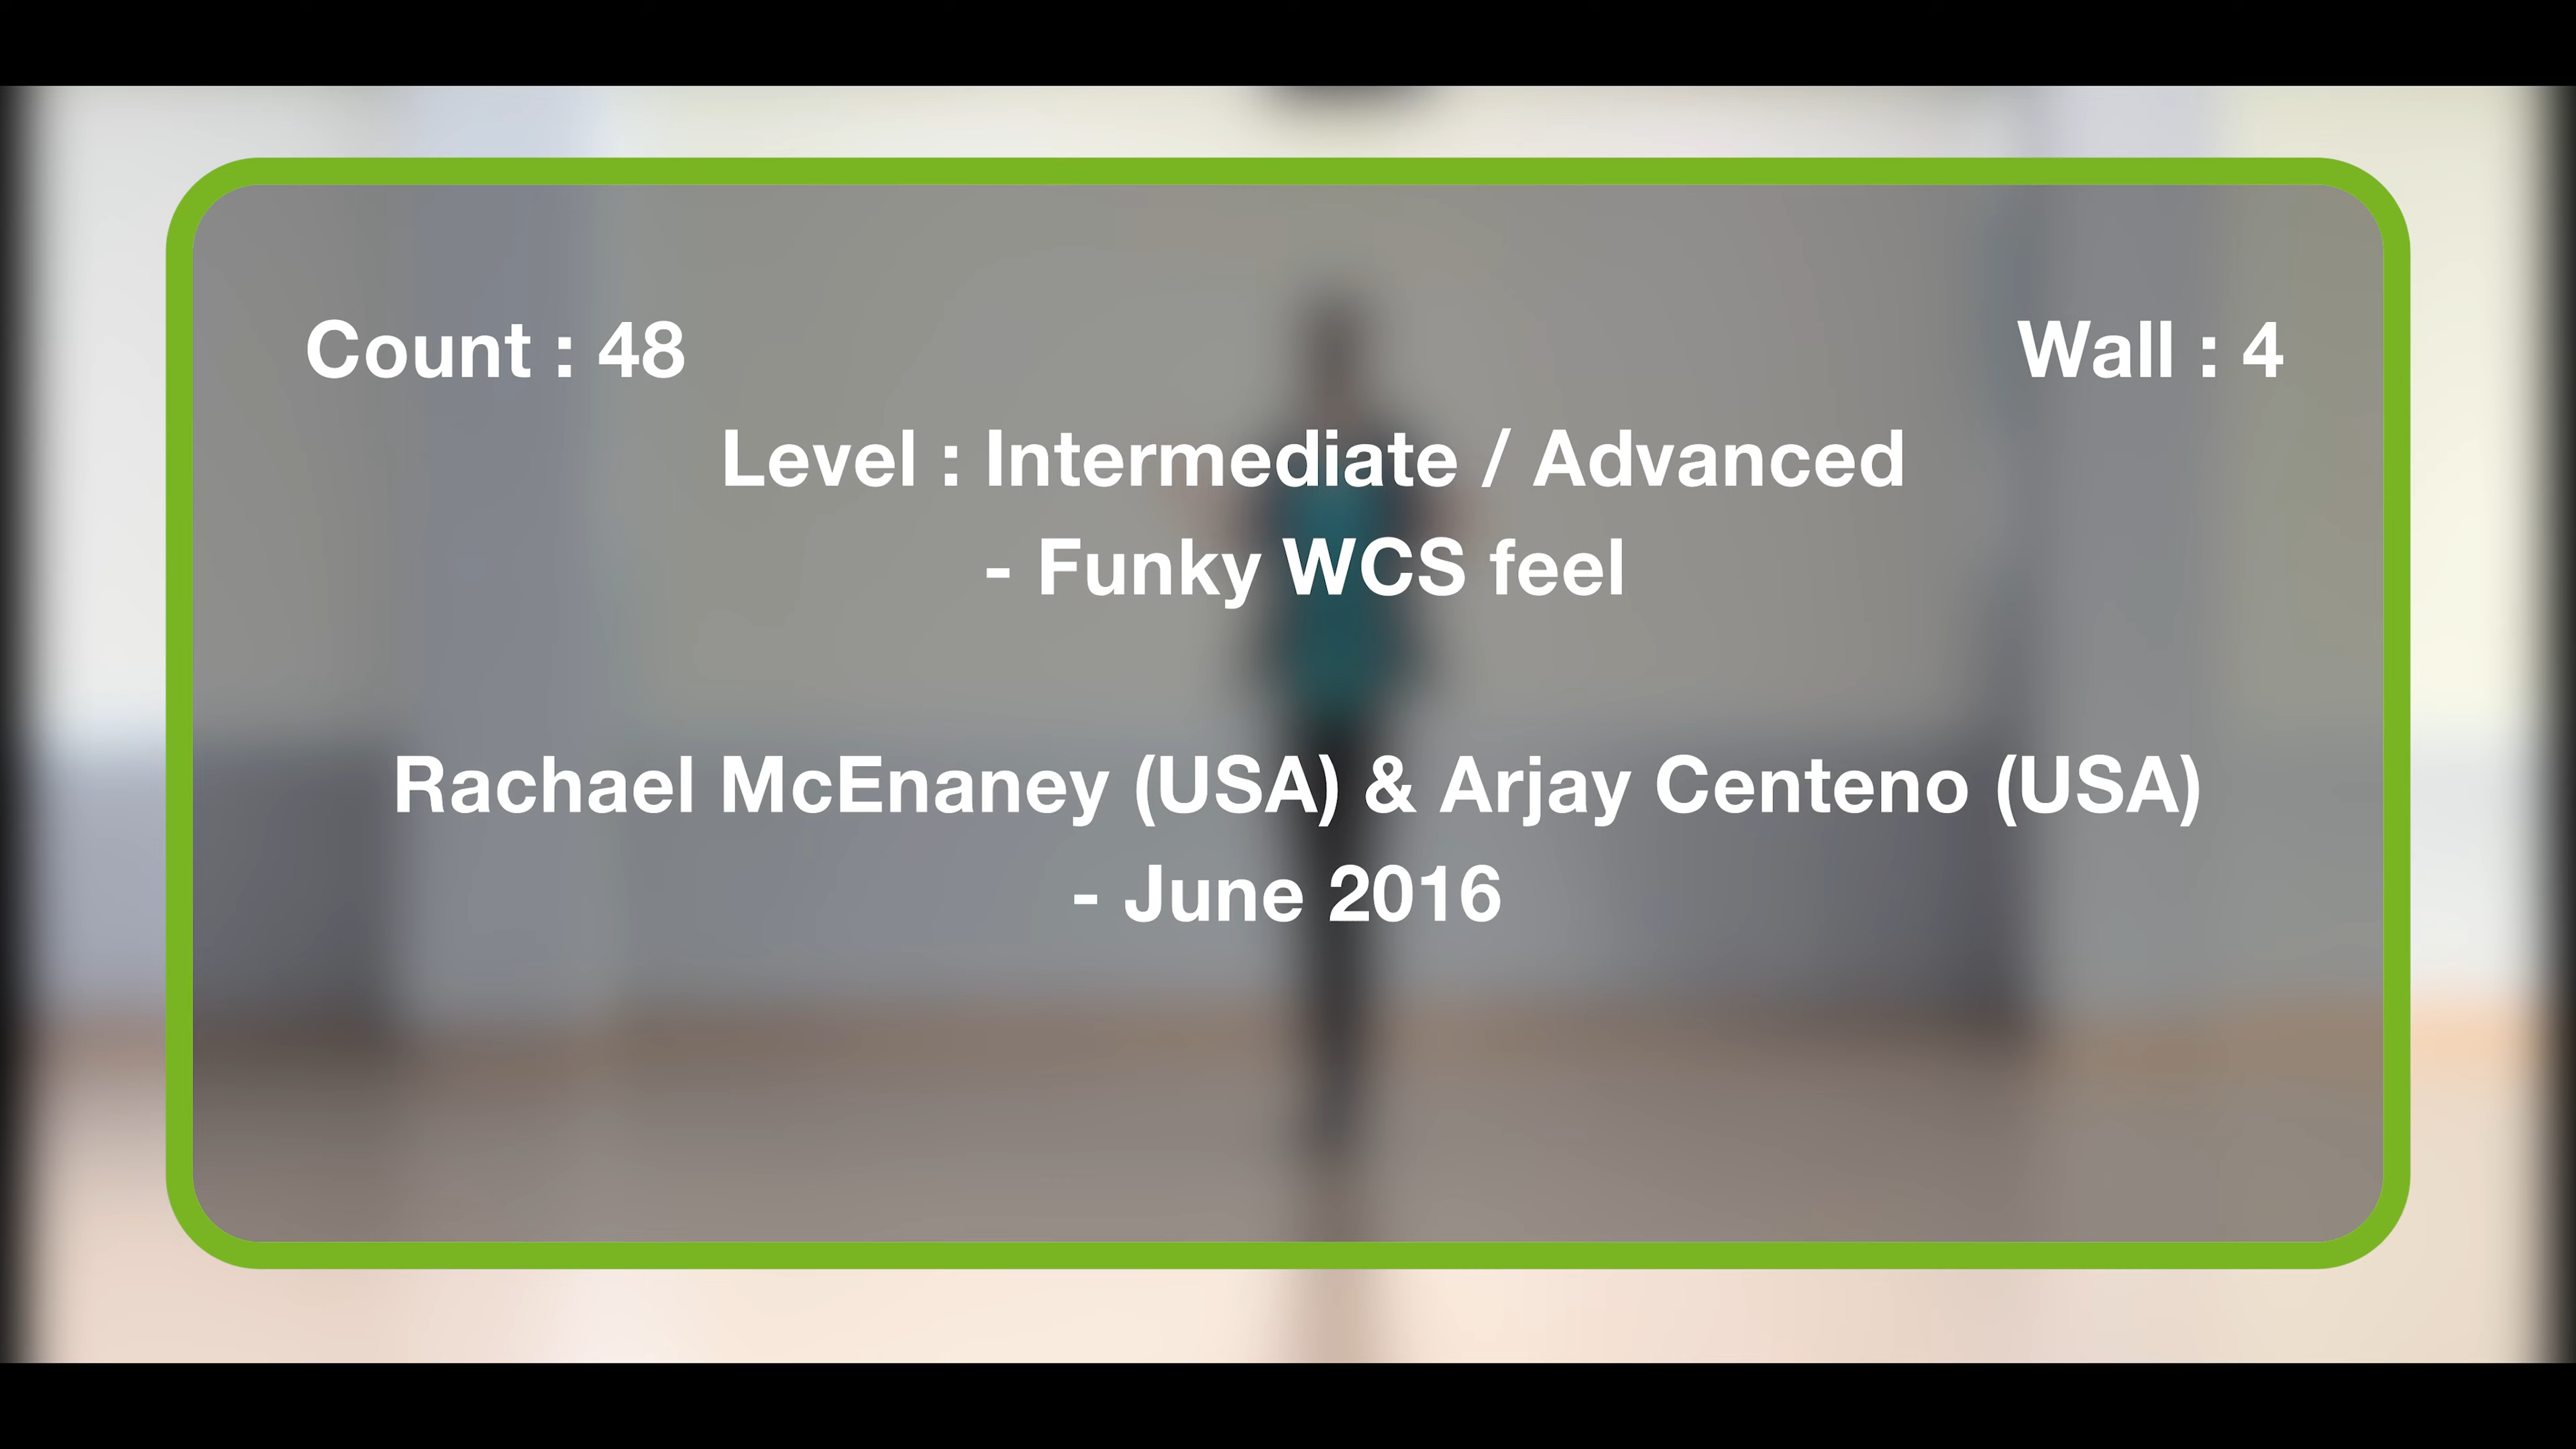 Count : 48 Wall : 4
Level : Intermediate / Advanced
- Funky WCS feel
Rachael McEnaney (USA) & Arjay Centeno (USA)
- June 2016